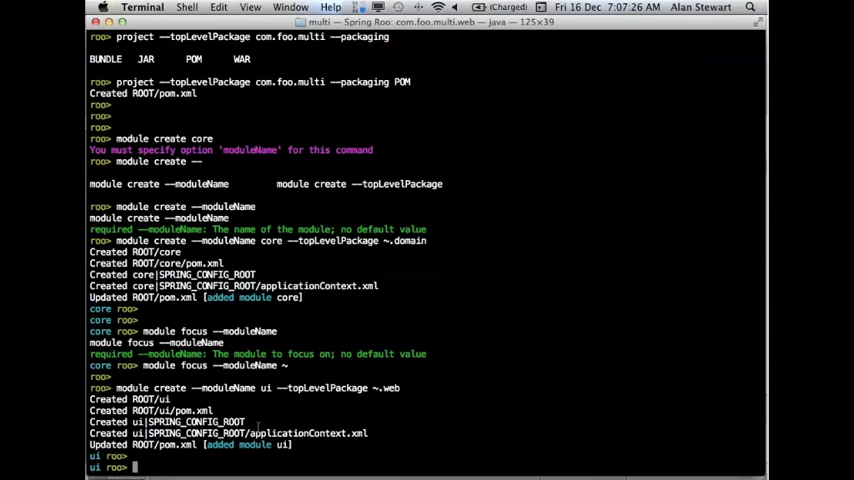 Terminal Shell Edit View Window Help (Charged) Fri 16 Dec 7:07:26 AM Alan Stewart
multi — Spring Roo: com.foo.multi.web — java — 125×39
roo> project --topLevelPackage com.foo.multi --packaging
BUNDLE JAR POM WAR
roo> project --topLevelPackage com.foo.multi --packaging POM
Created ROOT/pom.xml
roo>
roo>
roo>
roo> module create core
You must specify option 'moduleName' for this command
roo> module create --
module create --moduleName module create --topLevelPackage
roo> module create --moduleName
module create --moduleName
required --moduleName: The name of the module; no default value
roo> module create --moduleName core --topLevelPackage ~.domain
Created ROOT/core
Created ROOT/core/pom.xml
Created core|SPRING_CONFIG_ROOT
Created core|SPRING_CONFIG_ROOT/applicationContext.xml
Updated ROOT/pom.xml [added module core]
core roo>
core roo>
core roo> module focus --moduleName
module focus --moduleName
required --moduleName: The module to focus on; no default value
core roo> module focus --moduleName ~
roo>
roo> module create --moduleName ui --topLevelPackage ~.web
Created ROOT/ui
Created ROOT/ui/pom.xml
Created ui|SPRING_CONFIG_ROOT
Created ui|SPRING_CONFIG_ROOT/applicationContext.xml
Updated ROOT/pom.xml [added module ui]
ui roo>
ui roo>